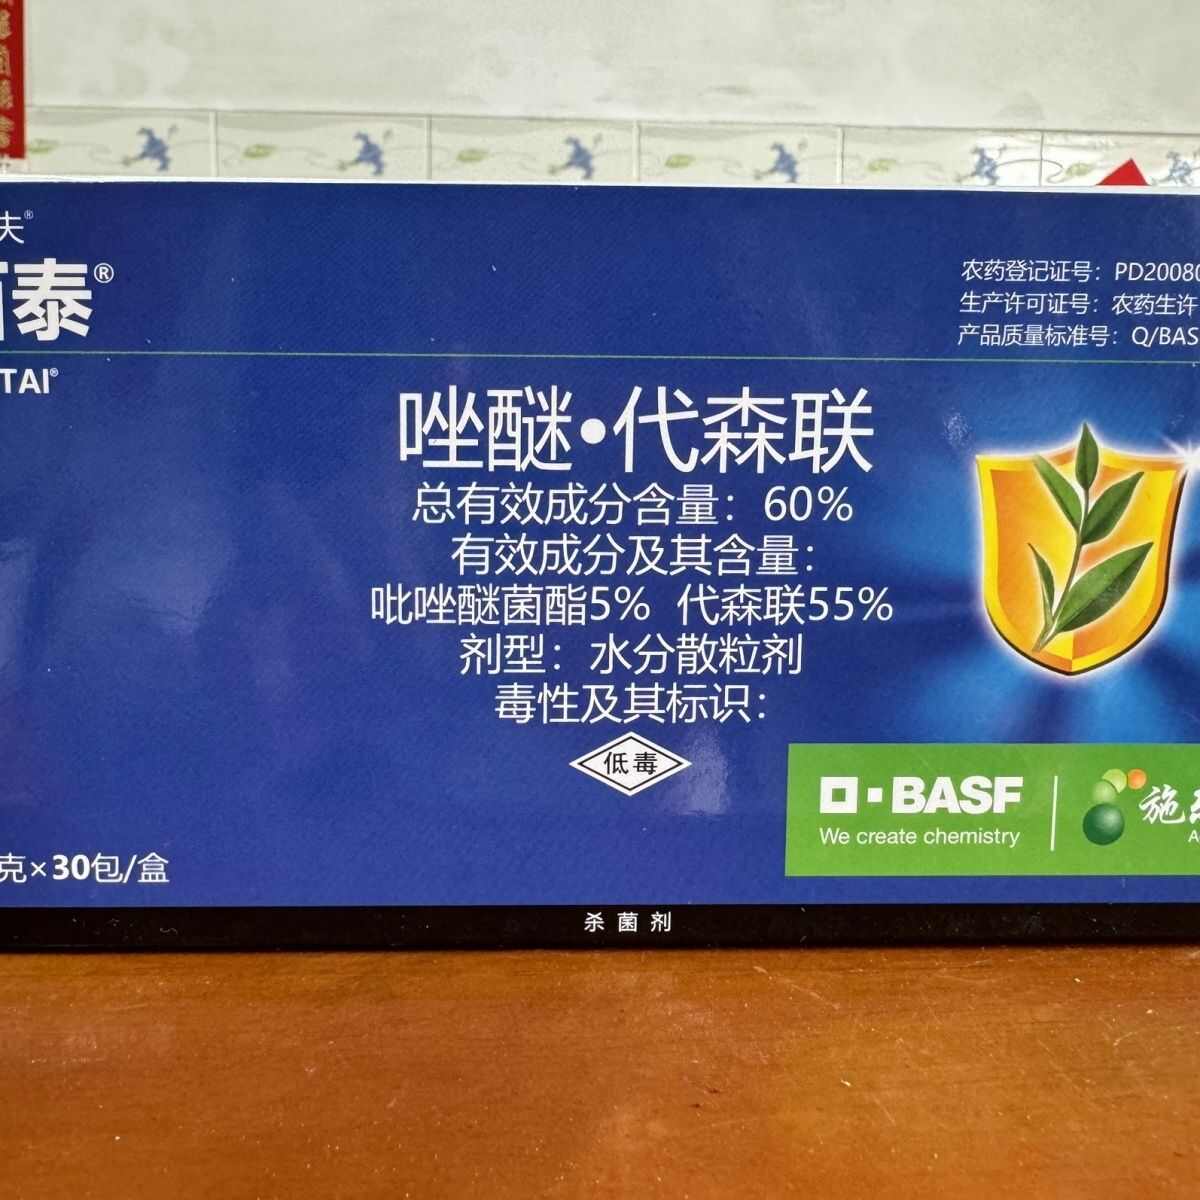 夫®
泰®
TAI®
农药登记证号：PD20080
生产许可证号：农药生许
产品质量标准号：Q/BAS
唑醚·代森联
总有效成分含量：60%
有效成分及其含量：
吡唑醚菌酯5% 代森联55%
剂型：水分散粒剂
毒性及其标识：
低毒
BASF
We create chemistry
施
A
克×30包/盒
杀菌剂